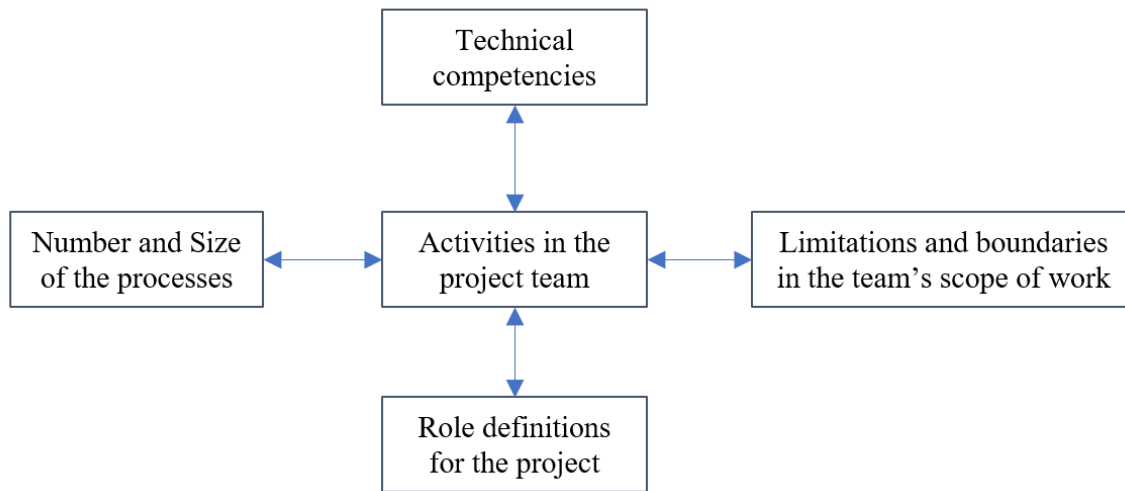 Technical
competencies
Number and Size
of the processes
Activities in the
project team
Limitations and boundaries
in the team’s scope of work
Role definitions
for the project